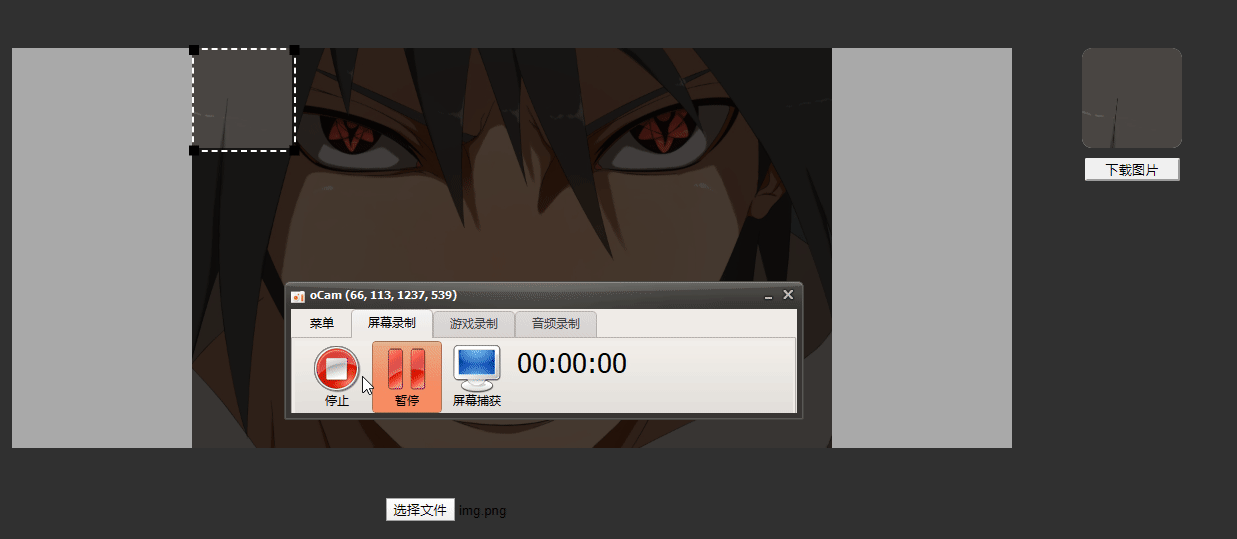 下载图片
oCam (66, 113, 1237, 539)
菜单 屏幕录制 游戏录制 音频录制
00:00:00
停止 暂停 屏幕捕获
选择文件 img.png